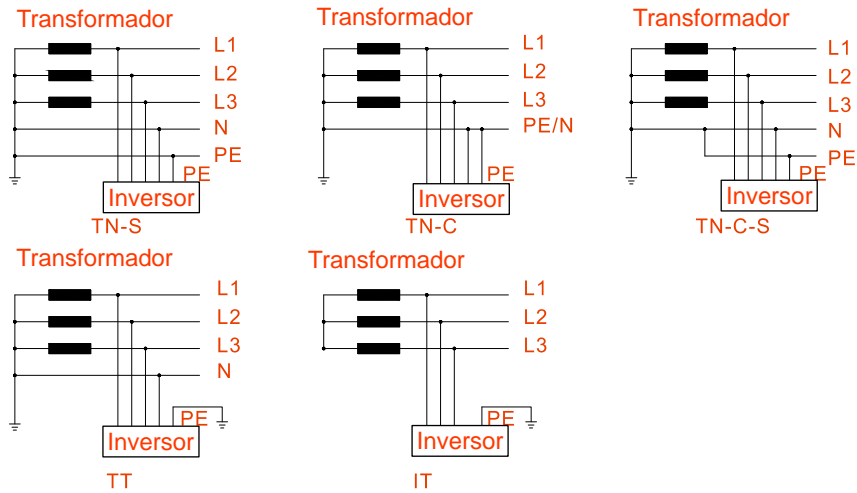 Transformador
L1
L2
L3
N
PE
PE
Inversor
TN-S
Transformador
L1
L2
L3
PE/N
Inversor
TN-C
Transformador
L1
L2
L3
N
PE
PE
Inversor
TN-C-S
Transformador
L1
L2
L3
N
PE
Inversor
TT
Transformador
L1
L2
L3
PE
Inversor
IT